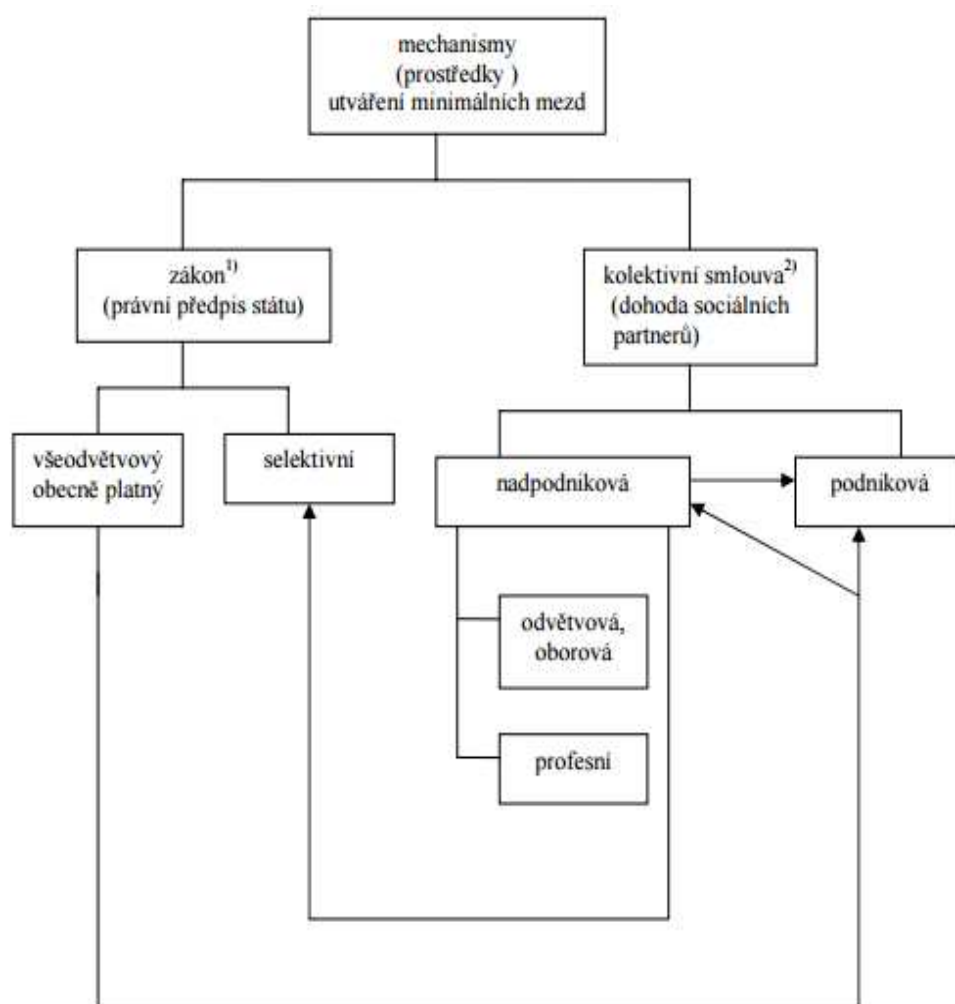 mechanismy
(prostředky )
utváření minimálních mezd
zákon1)
(právní předpis státu)
kolektivní smlouva2)
(dohoda sociálních
partnerů)
všeodvětvový
obecně platný
selektivní
nadpodniková
podniková
odvětvová,
oborová
profesní